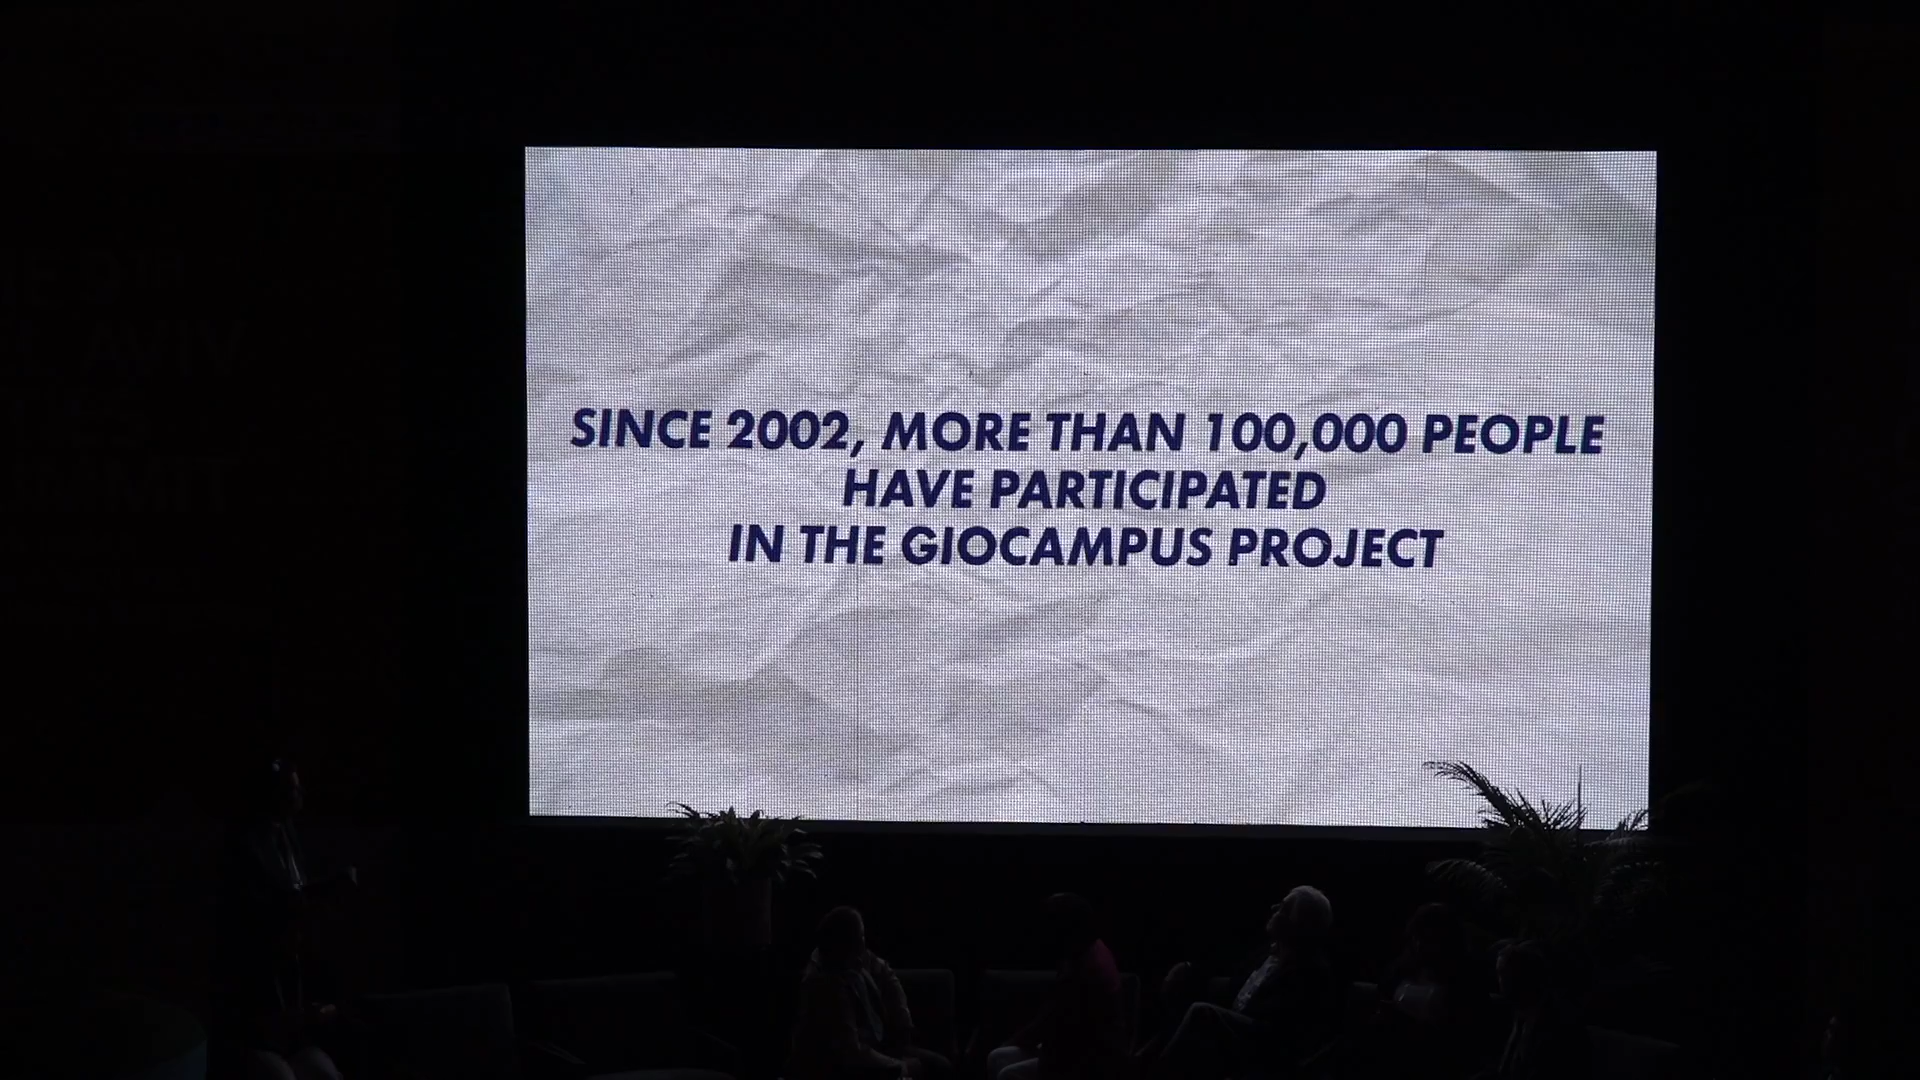 SINCE 2002, MORE THAN 100,000 PEOPLE
HAVE PARTICIPATED
IN THE GIOCAMPUS PROJECT